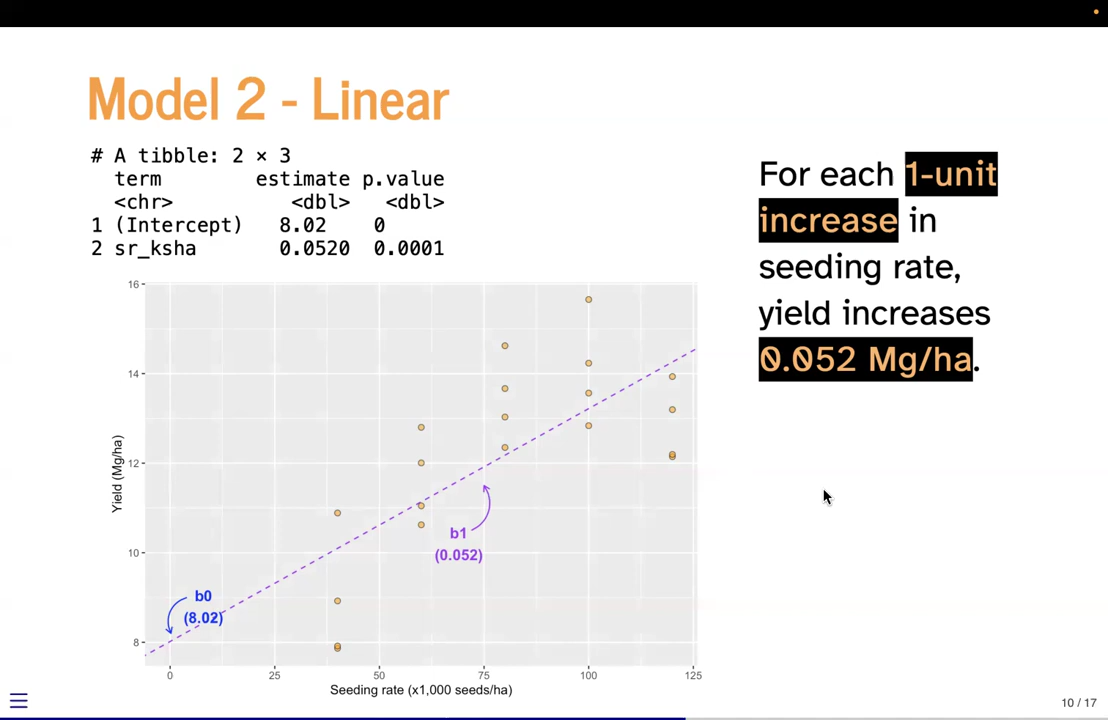 Model 2 - Linear
# A tibble: 2 × 3
term estimate p.value
<chr> <dbl> <dbl>
1 (Intercept) 8.02 0
2 sr_ksha 0.0520 0.0001
For each 1-unit
increase in
seeding rate,
yield increases
0.052 Mg/ha.
16
14
12
10
8
Yield (Mg/ha)
b1
(0.052)
b0
(8.02)
0 25 50 75 100 125
Seeding rate (x1,000 seeds/ha)
10 / 17